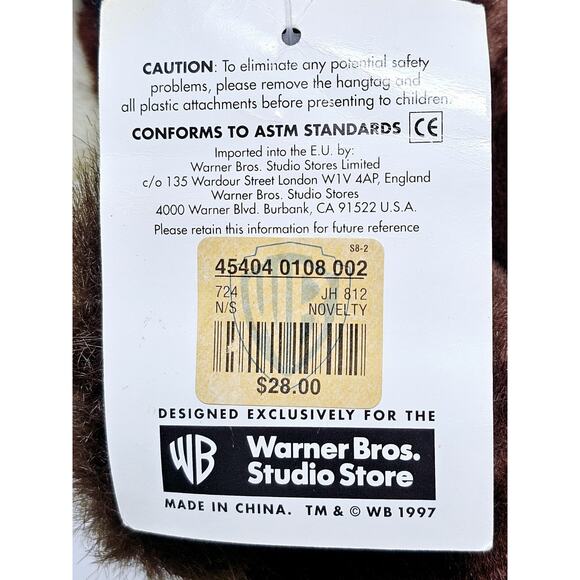 CAUTION: To eliminate any potential safety
problems, please remove the hangtag and
all plastic attachments before presenting to children.
CONFORMS TO ASTM STANDARDS CE
Imported into the E.U. by:
Warner Bros. Studio Stores Limited
c/o 135 Wardour Street London W1V 4AP, England
Warner Bros. Studio Stores
4000 Warner Blvd. Burbank, CA 91522 U.S.A.
Please retain this information for future reference
S8-2
45404 0108 002
724 JH 812
N/S NOVELTY
WB
$28.00
DESIGNED EXCLUSIVELY FOR THE
WB Warner Bros.
Studio Store
MADE IN CHINA. TM & © WB 1997